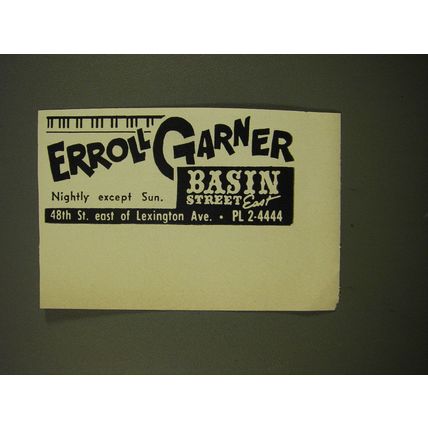 ERROLL GARNER
Nightly except Sun.
BASIN
STREET East
48th St. east of Lexington Ave. • PL 2-4444